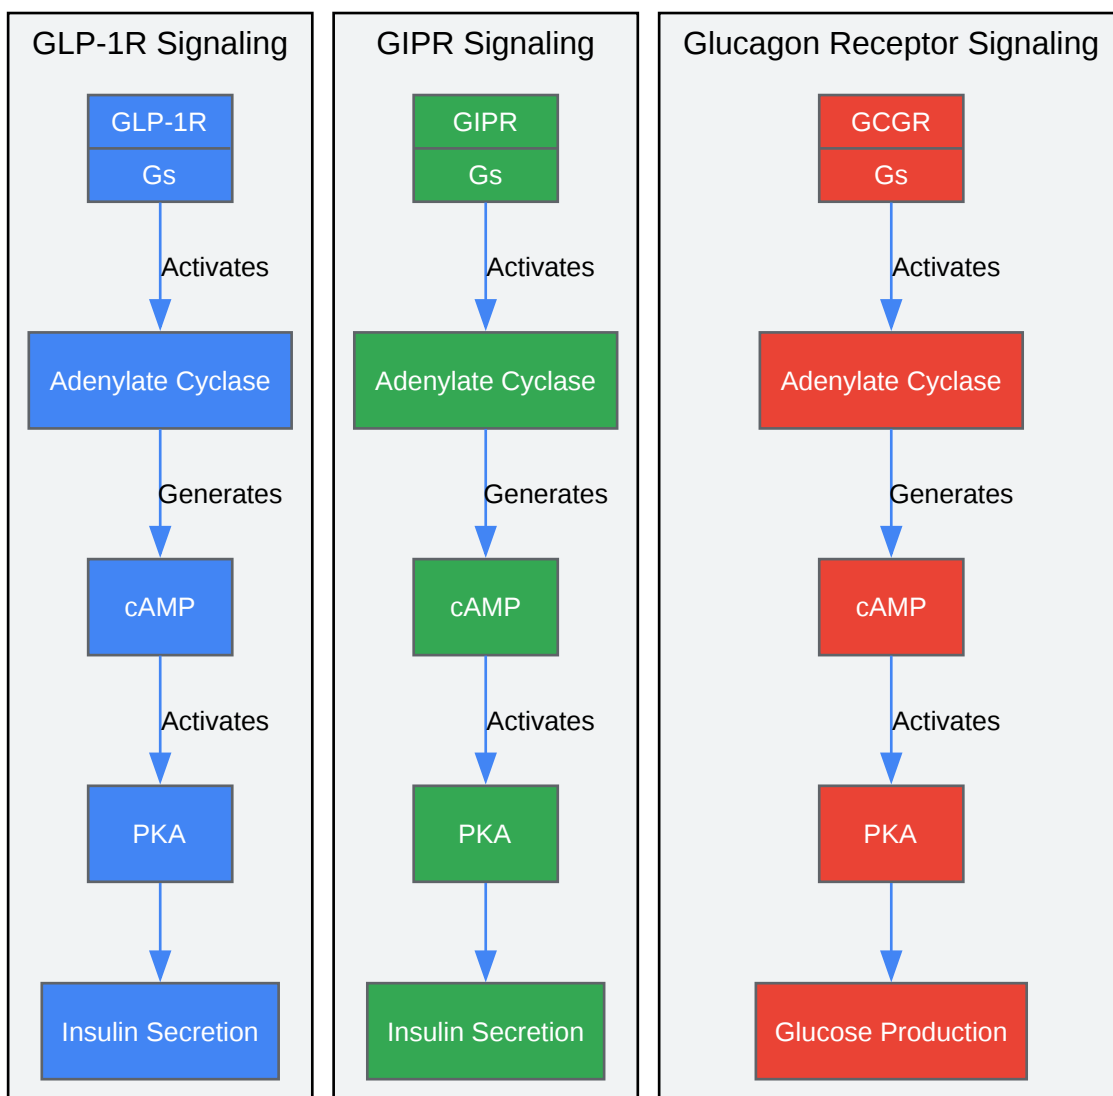 GLP-1R Signaling
GLP-1R
Gs
Activates
Adenylate Cyclase
Generates
cAMP
Activates
PKA
Insulin Secretion
GIPR Signaling
GIPR
Gs
Activates
Adenylate Cyclase
Generates
cAMP
Activates
PKA
Insulin Secretion
Glucagon Receptor Signaling
GCGR
Gs
Activates
Adenylate Cyclase
Generates
cAMP
Activates
PKA
Glucose Production